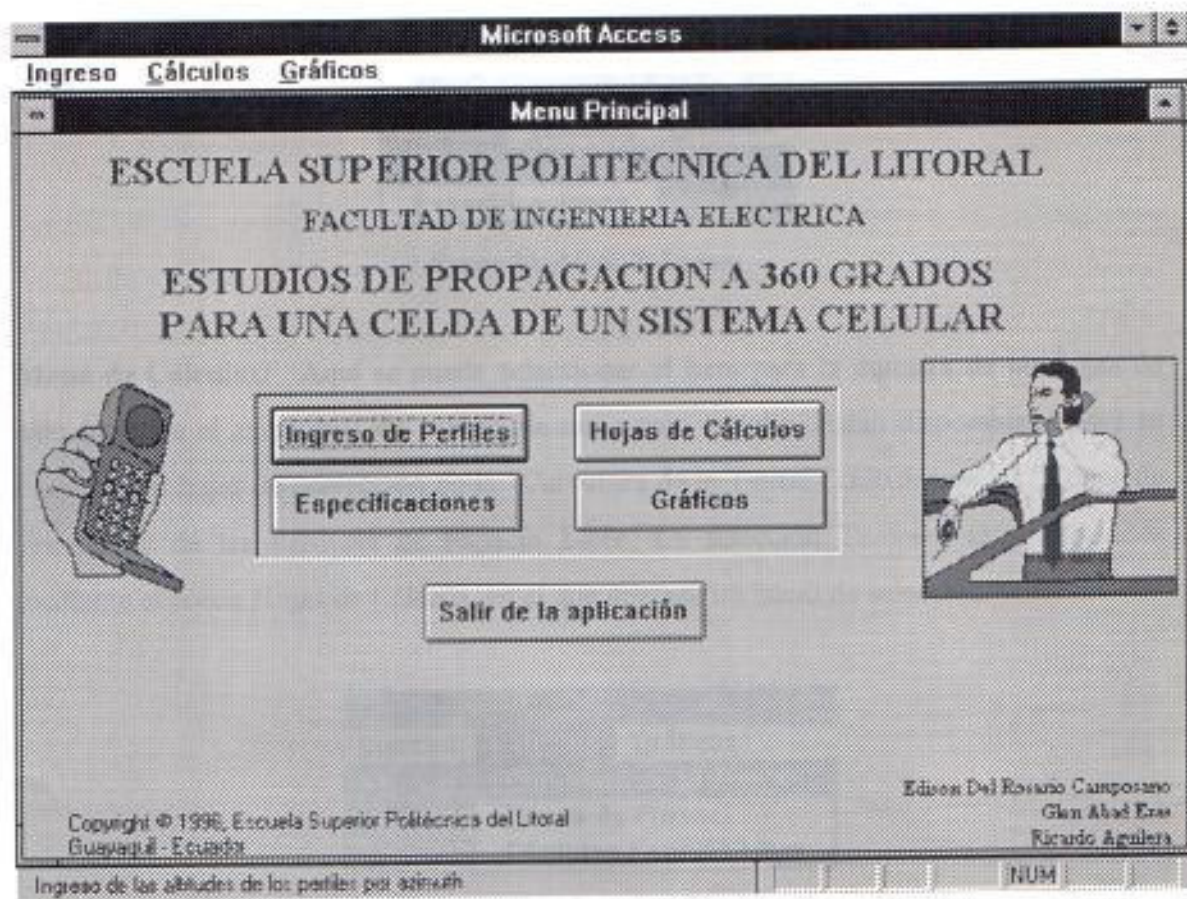 Microsoft Access
Ingreso Cálculos Gráficos
Menu Principal
ESCUELA SUPERIOR POLITECNICA DEL LITORAL
FACULTAD DE INGENIERIA ELECTRICA
ESTUDIOS DE PROPAGACION A 360 GRADOS
PARA UNA CELDA DE UN SISTEMA CELULAR
Ingreso de Perfiles Hojas de Cálculos
Especificaciones Gráficos
Salir de la aplicación
Edison Del Rosario Camposano
Glen Abad Eras
Ricardo Aguilera
Copyright © 1996, Escuela Superior Politécnica del Litoral
Guayaquil - Ecuador
Ingreso de las altitudes de los perfiles por azimuth
NUM